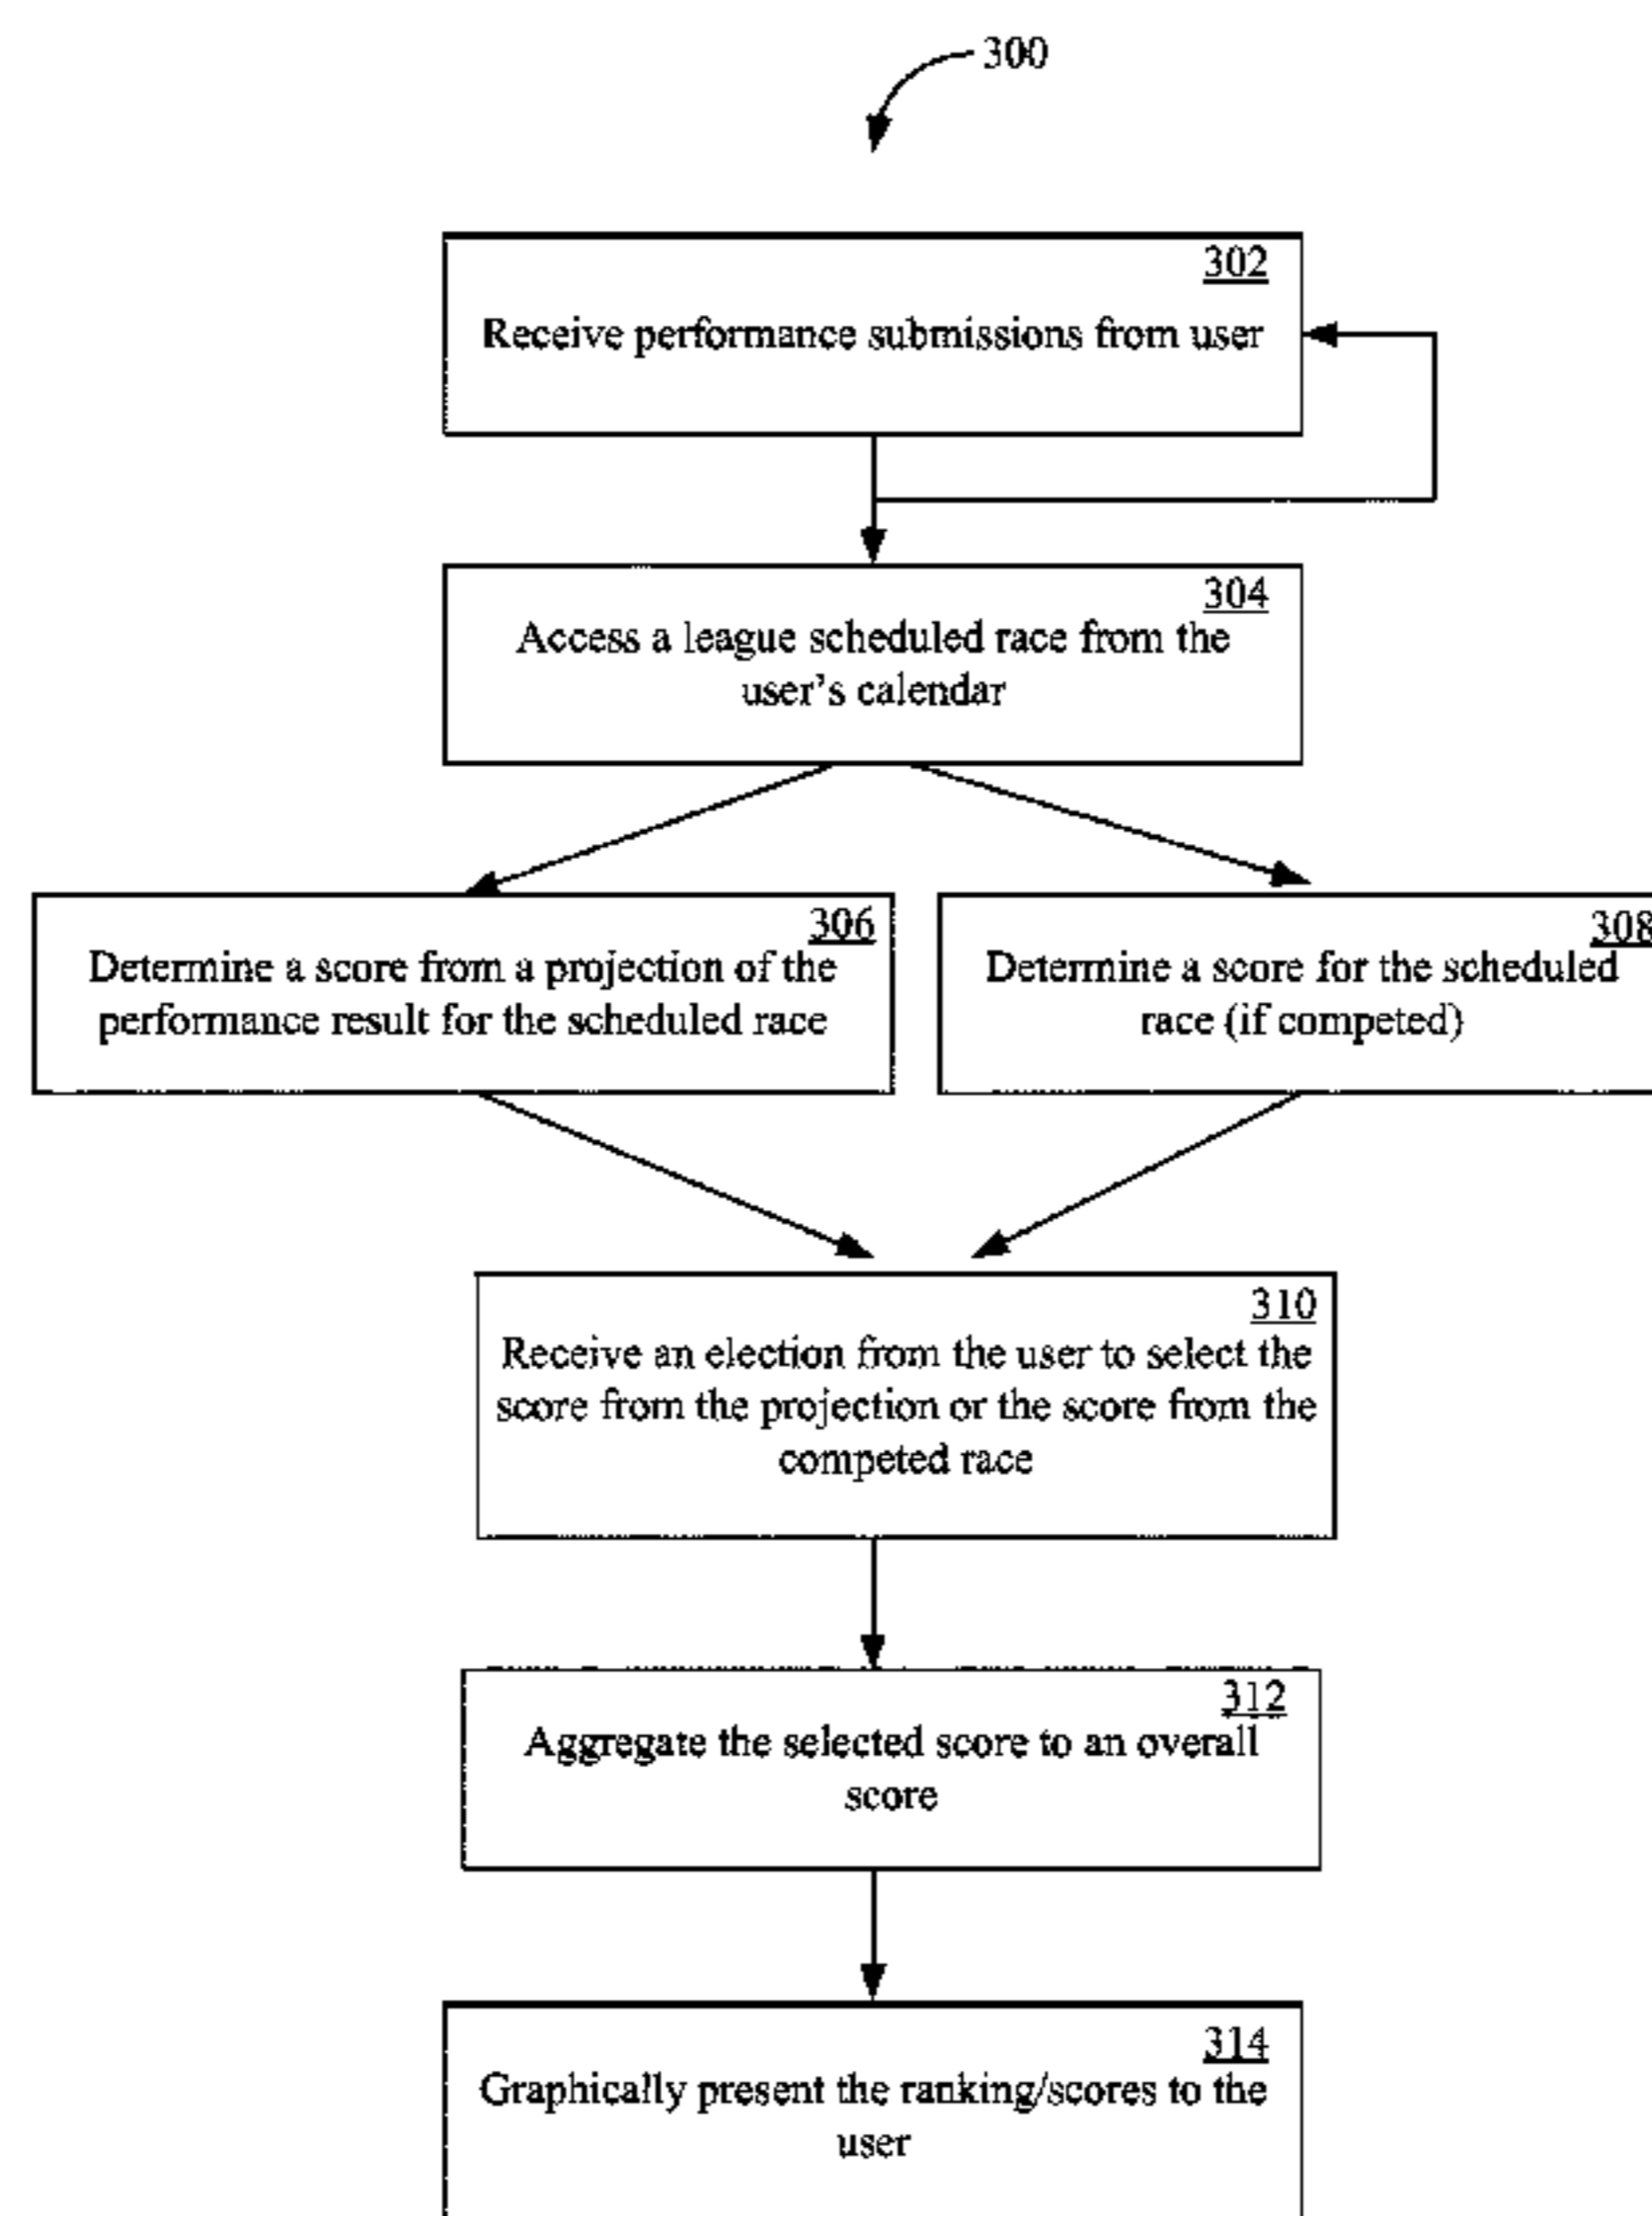 300
302
Receive performance submissions from user
304
Access a league scheduled race from the
user's calendar
306
Determine a score from a projection of the
performance result for the scheduled race
308
Determine a score for the scheduled
race (if competed)
310
Receive an election from the user to select the
score from the projection or the score from the
competed race
312
Aggregate the selected score to an overall
score
314
Graphically present the ranking/scores to the
user